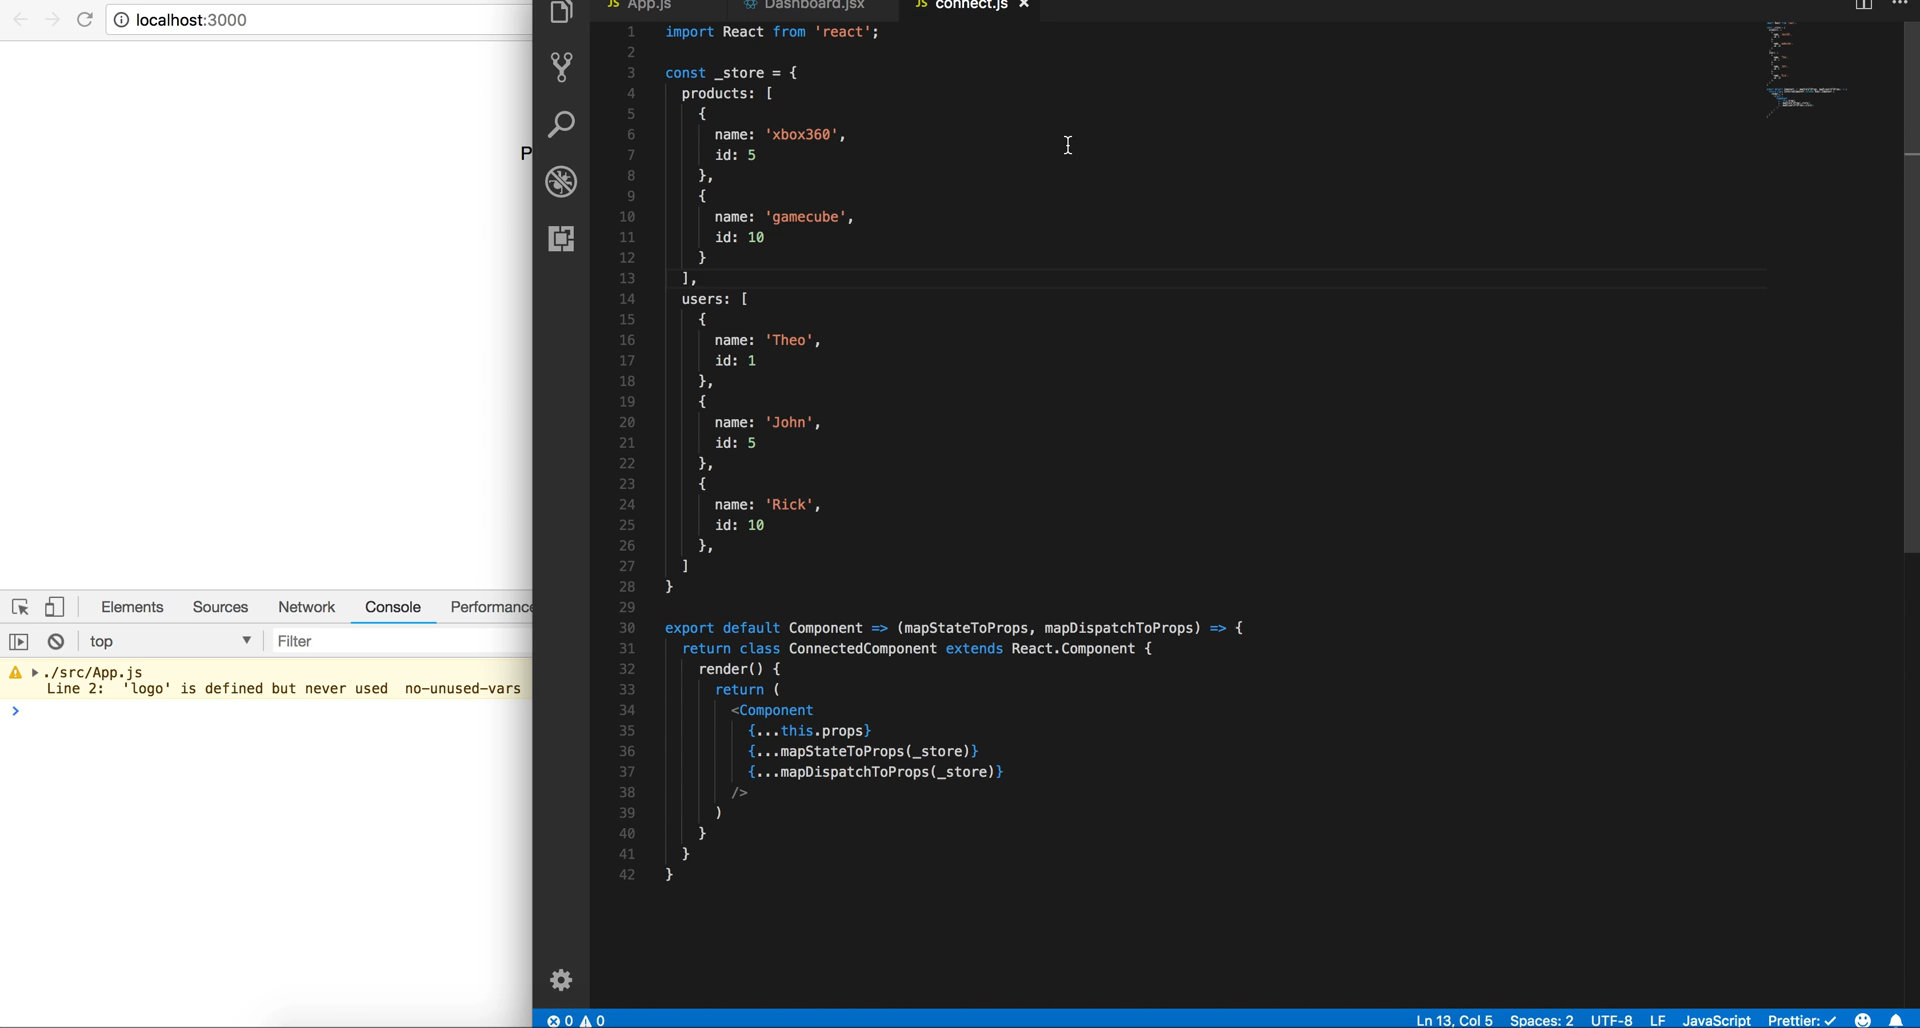 localhost:3000
P
Elements Sources Network Console Performance
top Filter
./src/App.js
Line 2: 'logo' is defined but never used no-unused-vars
App.js Dashboard.jsx connect.js
1 import React from 'react';
2
3 const _store = {
4 products: [
5 {
6 name: 'xbox360',
7 id: 5
8 },
9 {
10 name: 'gamecube',
11 id: 10
12 }
13 ],
14 users: [
15 {
16 name: 'Theo',
17 id: 1
18 },
19 {
20 name: 'John',
21 id: 5
22 },
23 {
24 name: 'Rick',
25 id: 10
26 },
27 ]
28 }
29
30 export default Component => (mapStateToProps, mapDispatchToProps) => {
31 return class ConnectedComponent extends React.Component {
32 render() {
33 return (
34 <Component
35 {...this.props}
36 {...mapStateToProps(_store)}
37 {...mapDispatchToProps(_store)}
38 />
39 )
40 }
41 }
42 }
0 0 Ln 13, Col 5 Spaces: 2 UTF-8 LF JavaScript Prettier: ✓